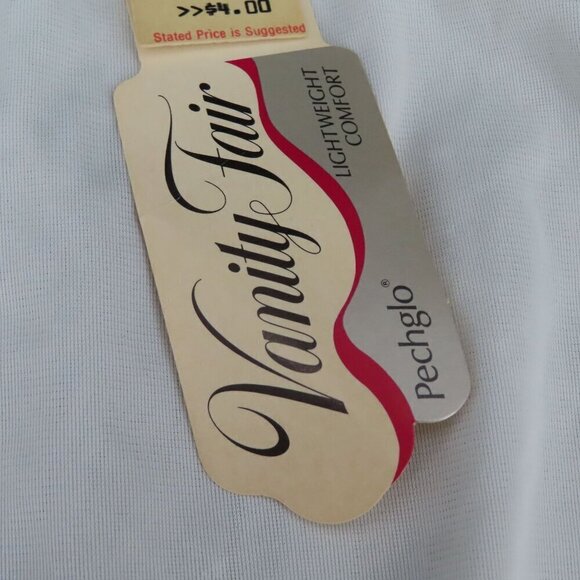 >>$4.00
Stated Price is Suggested
Vanity Fair
LIGHTWEIGHT
COMFORT
Pechglo®